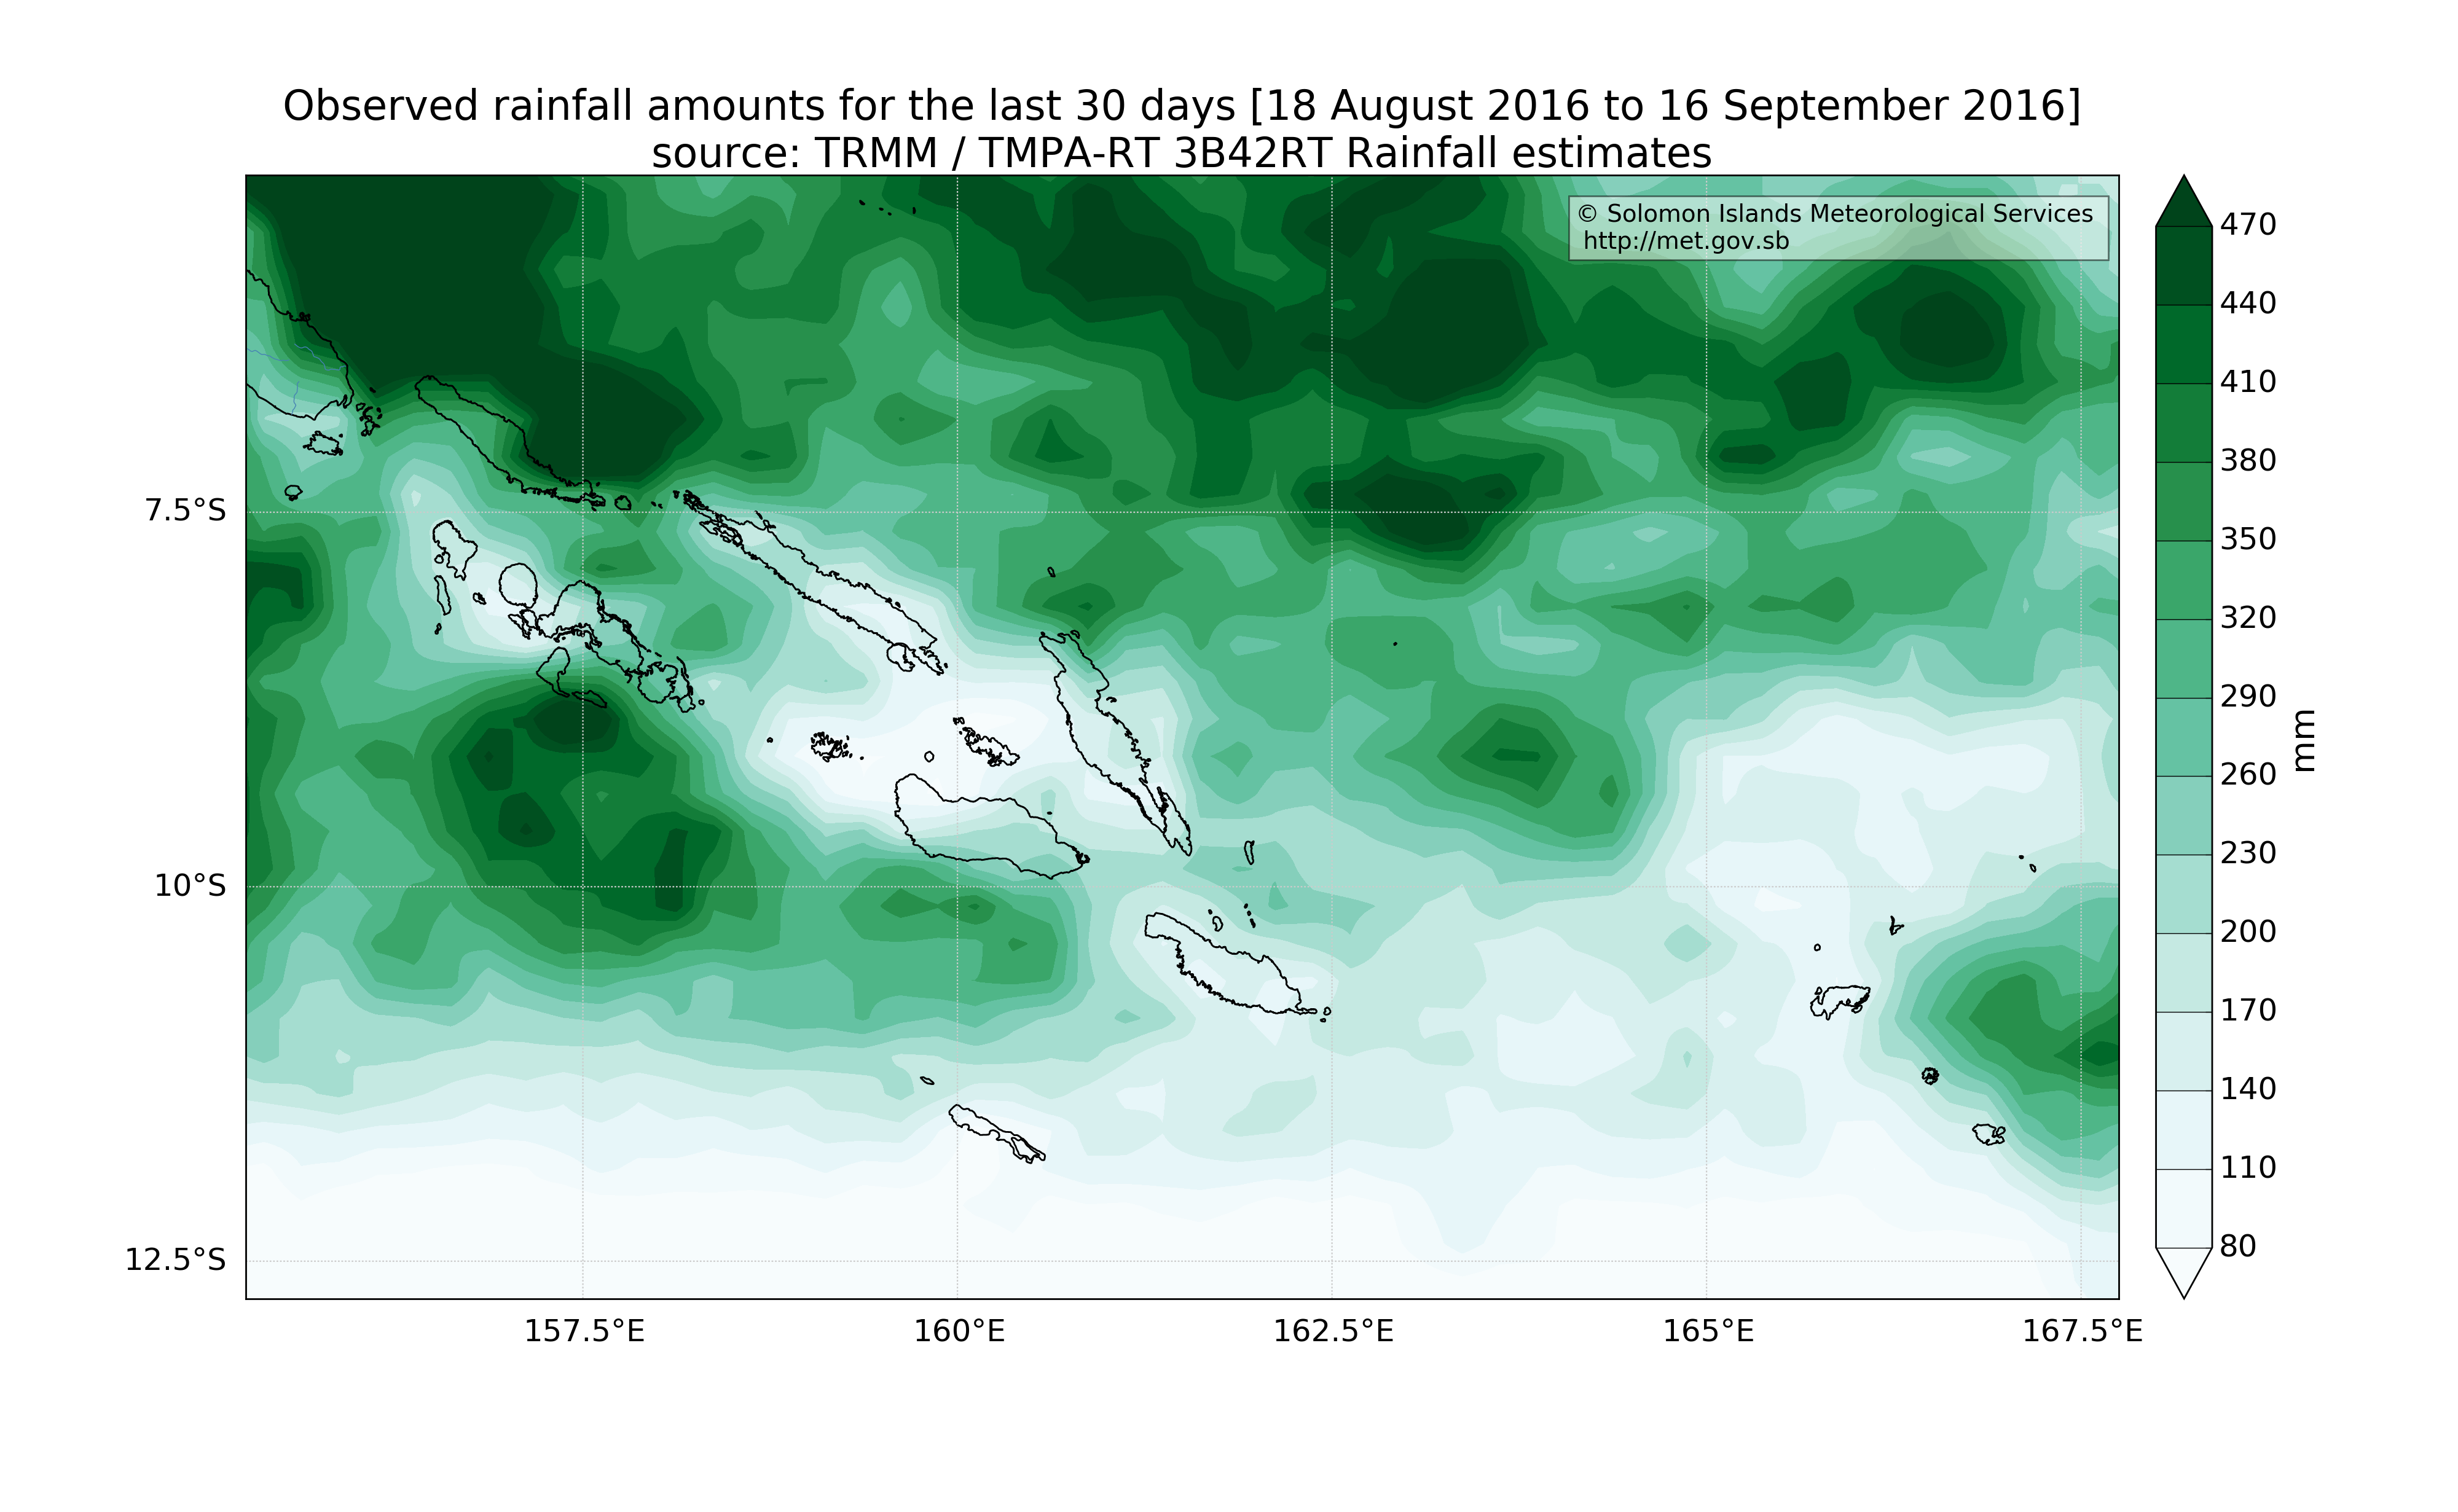 Observed rainfall amounts for the last 30 days [18 August 2016 to 16 September 2016]
source: TRMM / TMPA-RT 3B42RT Rainfall estimates
© Solomon Islands Meteorological Services
http://met.gov.sb
7.5°S
10°S
12.5°S
157.5°E
160°E
162.5°E
165°E
167.5°E
470
440
410
380
350
320
290
260
230
200
170
140
110
80
mm